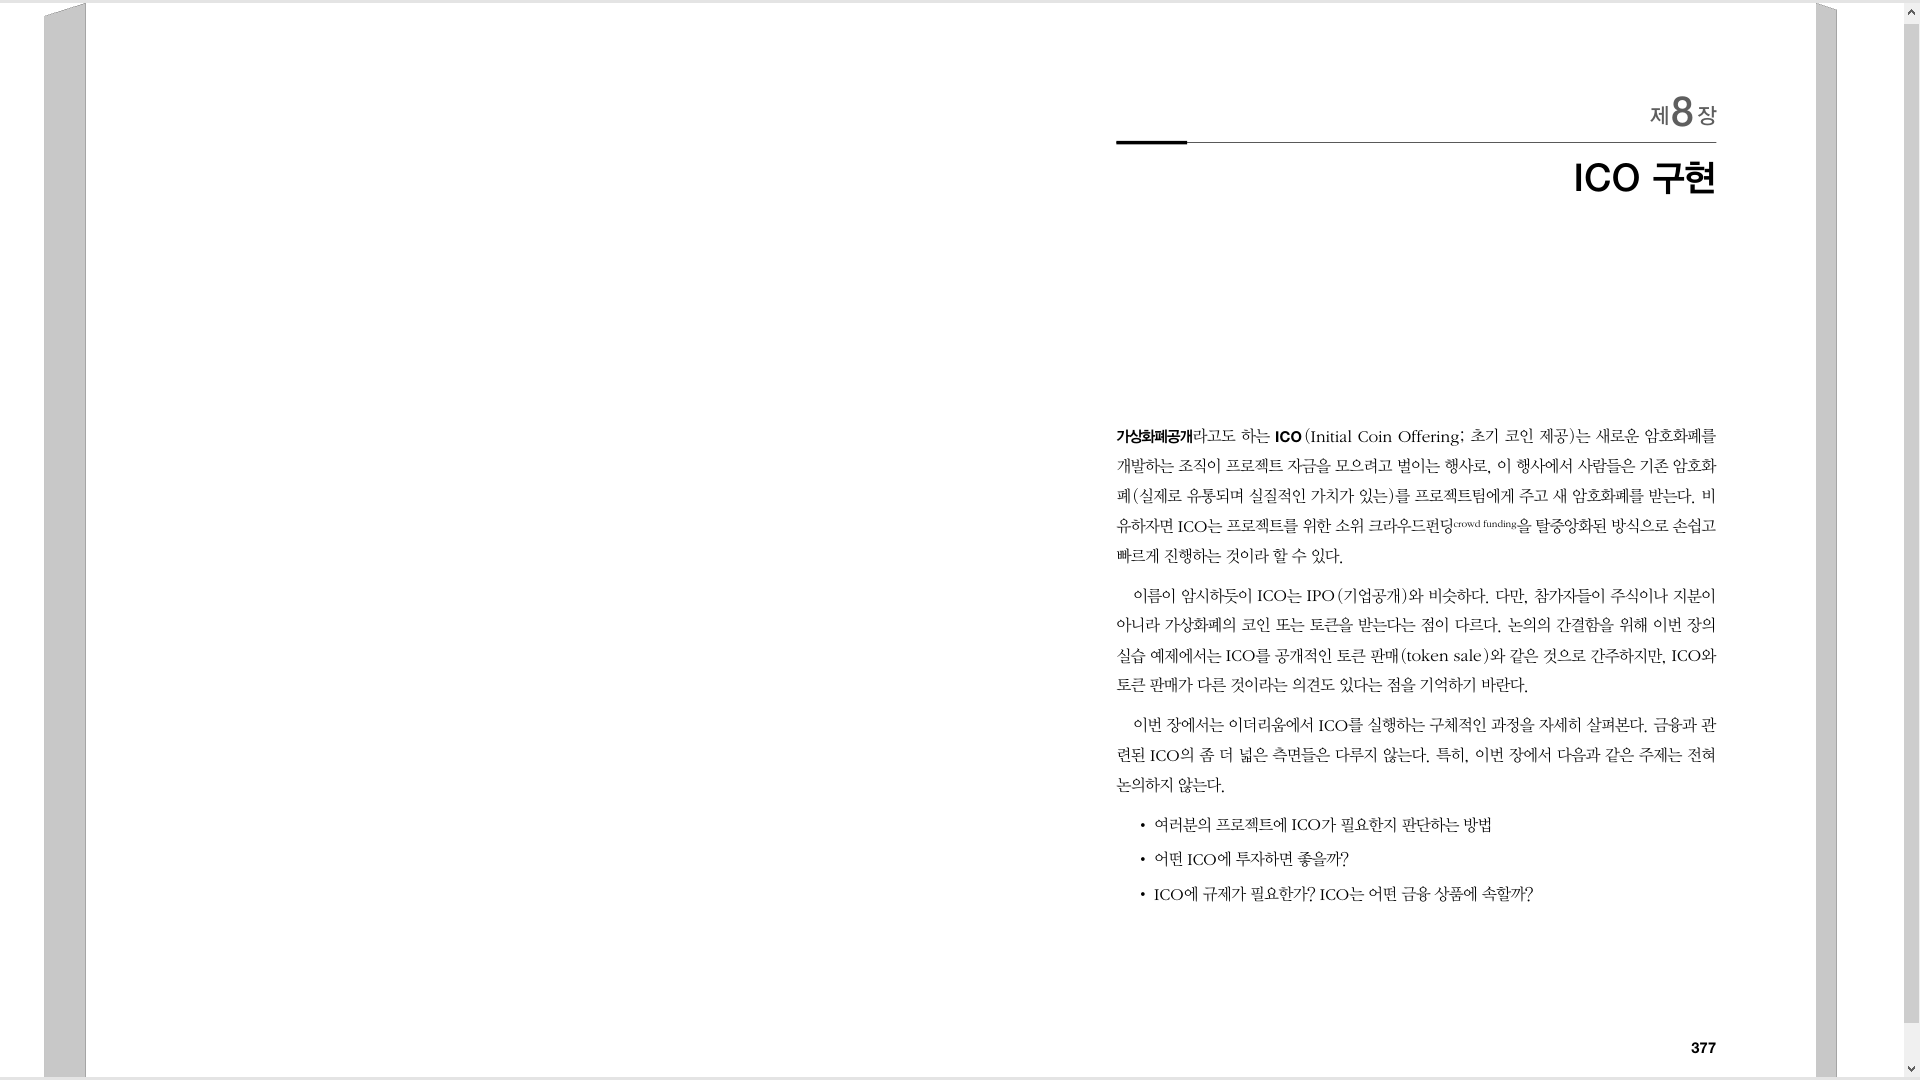 제8장
ICO 구현
가상화폐공개라고도 하는 ICO(Initial Coin Offering; 초기 코인 제공)는 새로운 암호화폐를
개발하는 조직이 프로젝트 자금을 모으려고 벌이는 행사로, 이 행사에서 사람들은 기존 암호화
폐(실제로 유통되며 실질적인 가치가 있는)를 프로젝트팀에게 주고 새 암호화폐를 받는다. 비
유하자면 ICO는 프로젝트를 위한 소위 크라우드펀딩crowd funding을 탈중앙화된 방식으로 손쉽고
빠르게 진행하는 것이라 할 수 있다.
이름이 암시하듯이 ICO는 IPO(기업공개)와 비슷하다. 다만, 참가자들이 주식이나 지분이
아니라 가상화폐의 코인 또는 토큰을 받는다는 점이 다르다. 논의의 간결함을 위해 이번 장의
실습 예제에서는 ICO를 공개적인 토큰 판매(token sale)와 같은 것으로 간주하지만, ICO와
토큰 판매가 다른 것이라는 의견도 있다는 점을 기억하기 바란다.
이번 장에서는 이더리움에서 ICO를 실행하는 구체적인 과정을 자세히 살펴본다. 금융과 관
련된 ICO의 좀 더 넓은 측면들은 다루지 않는다. 특히, 이번 장에서 다음과 같은 주제는 전혀
논의하지 않는다.
• 여러분의 프로젝트에 ICO가 필요한지 판단하는 방법
• 어떤 ICO에 투자하면 좋을까?
• ICO에 규제가 필요한가? ICO는 어떤 금융 상품에 속할까?
377